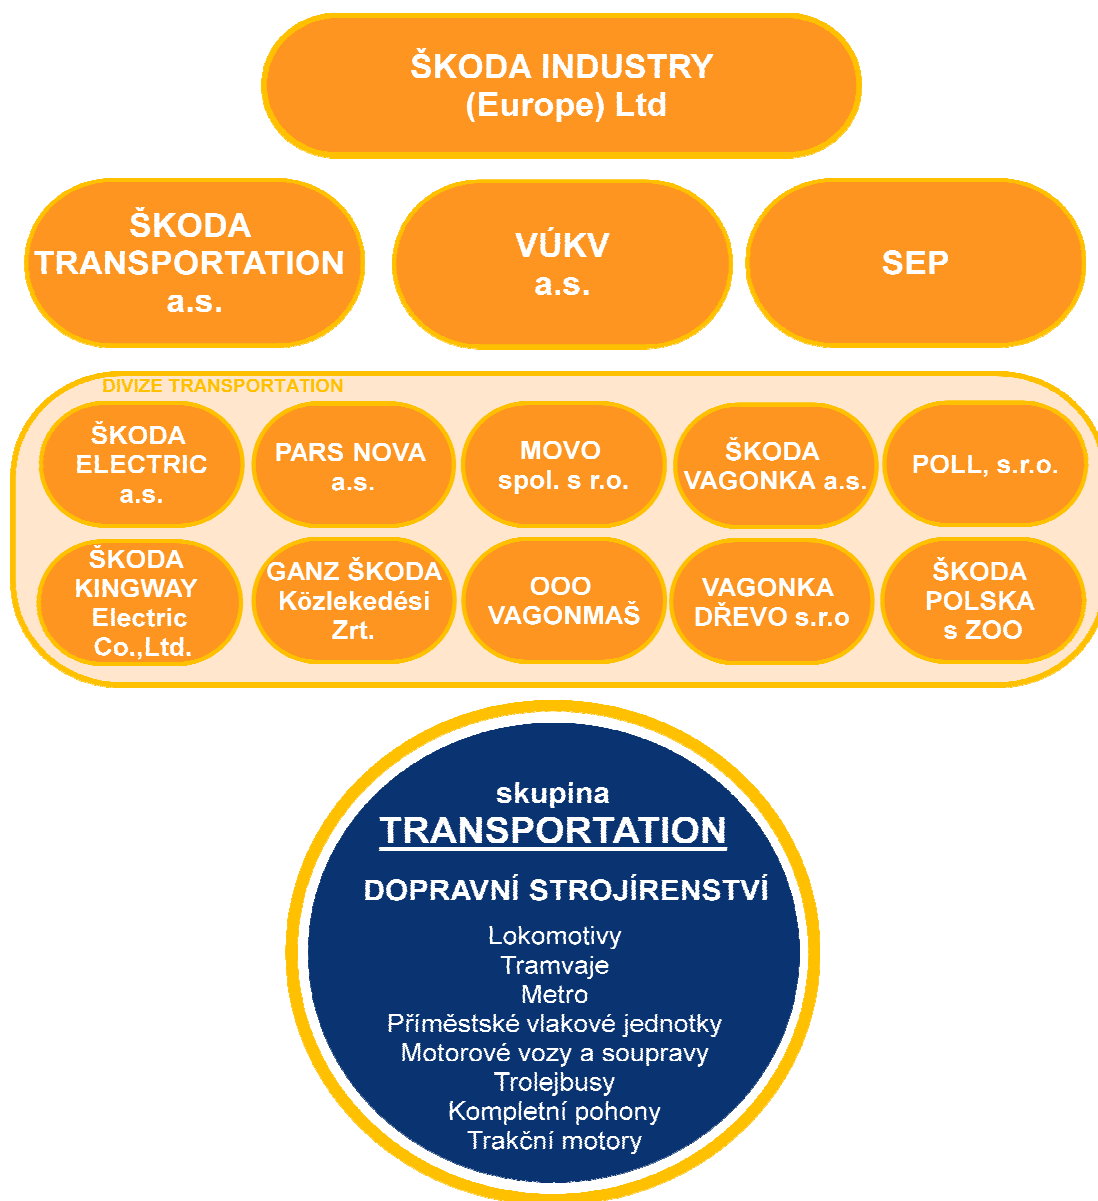 ŠKODA INDUSTRY
(Europe) Ltd
ŠKODA
TRANSPORTATION
a.s.
VÚKV
a.s.
SEP
DIVIZE TRANSPORTATION
ŠKODA
ELECTRIC
a.s.
PARS NOVA
a.s.
MOVO
spol. s r.o.
ŠKODA
VAGONKA a.s.
POLL, s.r.o.
ŠKODA
KINGWAY
Electric
Co.,Ltd.
GANZ ŠKODA
Közlekedési
Zrt.
OOO
VAGONMAŠ
VAGONKA
DŘEVO s.r.o
ŠKODA
POLSKA
s ZOO
skupina
TRANSPORTATION
DOPRAVNÍ STROJÍRENSTVÍ
Lokomotivy
Tramvaje
Metro
Příměstské vlakové jednotky
Motorové vozy a soupravy
Trolejbusy
Kompletní pohony
Trakční motory